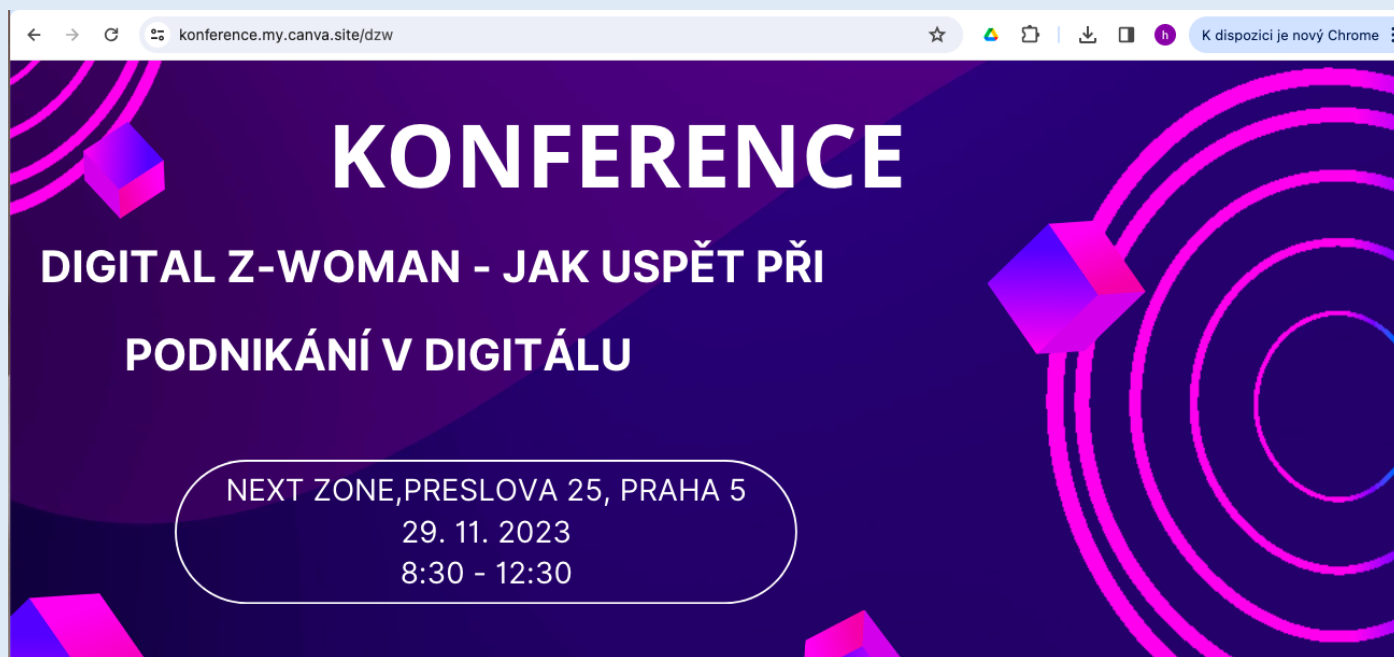 konference.my.canva.site/dzw
h
K dispozici je nový Chrome
KONFERENCE
DIGITAL Z-WOMAN - JAK USPĚT PŘI
PODNIKÁNÍ V DIGITÁLU
NEXT ZONE,PRESLOVA 25, PRAHA 5
29. 11. 2023
8:30 - 12:30